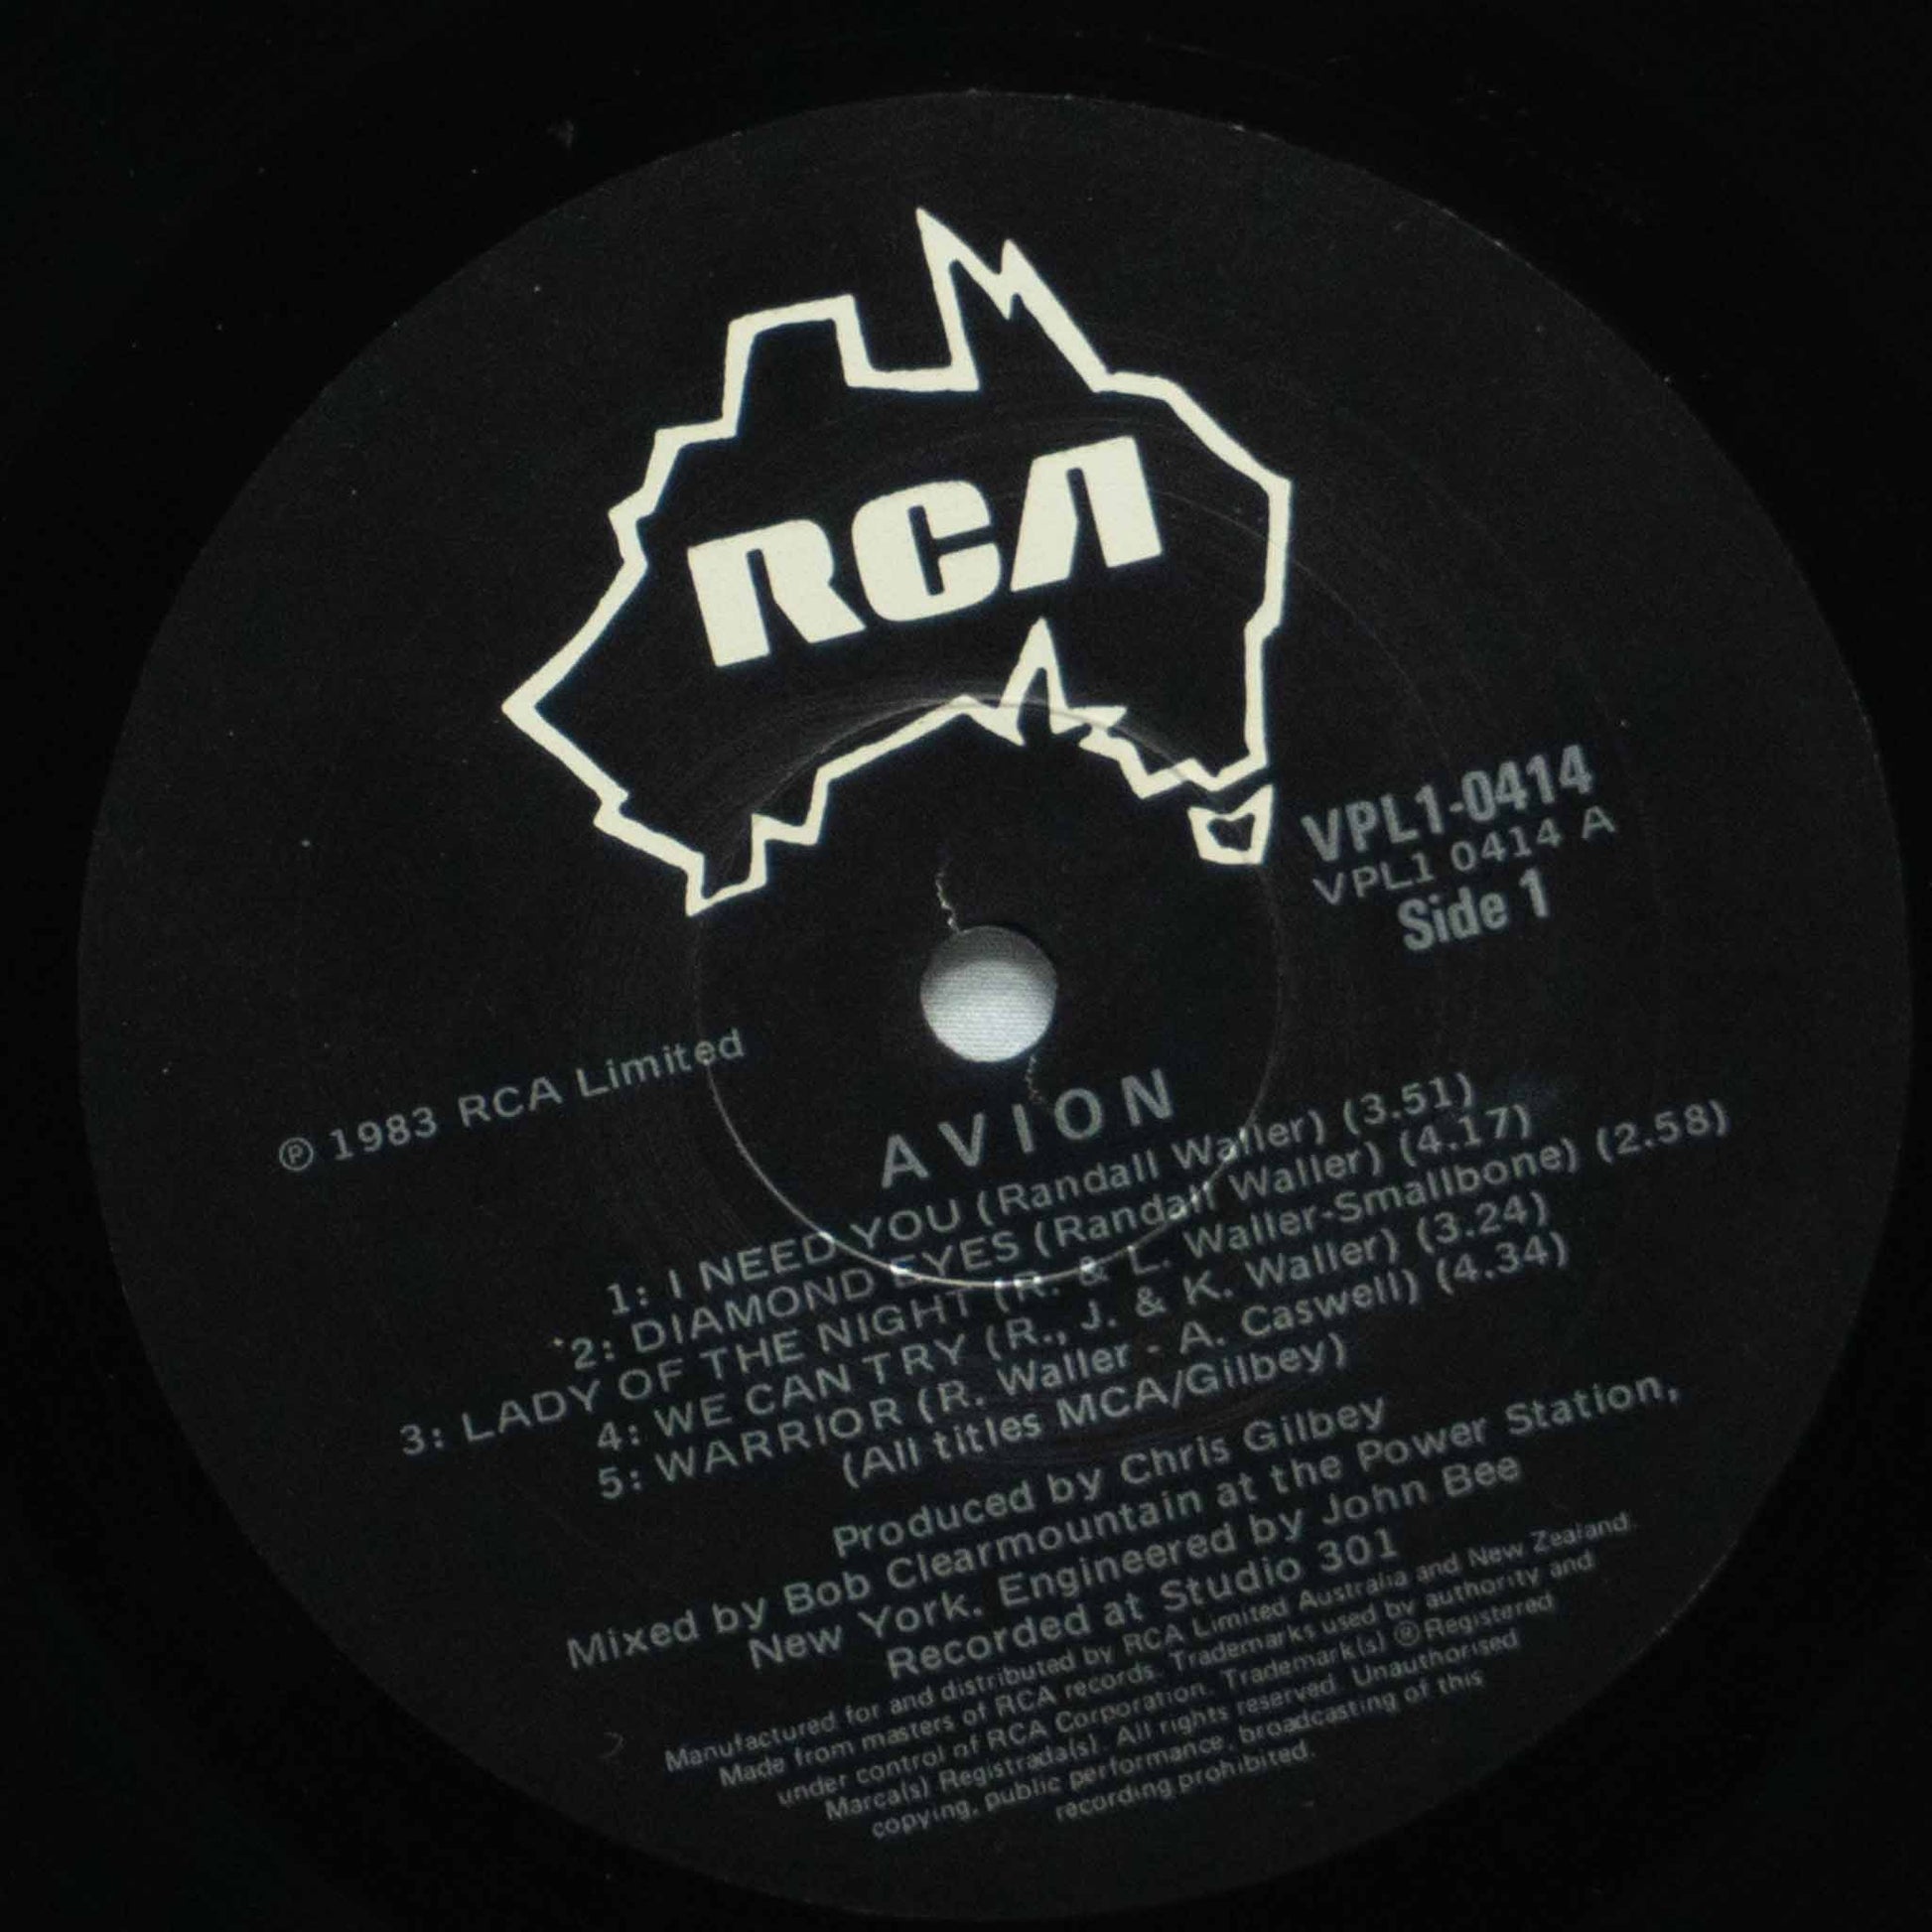 RCA
VPL1-0414
VPL1 0414 A
Side 1
Ⓟ 1983 RCA Limited
AVION
1: I NEED YOU (Randall Waller) (3.51)
2: DIAMOND EYES (Randall Waller) (4.17)
3: LADY OF THE NIGHT (R. & L. Waller-Smallbone) (2.58)
4: WE CAN TRY (R., J. & K. Waller) (3.24)
5: WARRIOR (R. Waller - A. Caswell) (4.34)
(All titles MCA/Gilbey)
Produced by Chris Gilbey
Mixed by Bob Clearmountain at the Power Station,
New York. Engineered by John Bee
Recorded at Studio 301
Manufactured for and distributed by RCA Limited Australia and New Zealand.
Made from masters of RCA records. Trademarks used by authority and
under control of RCA Corporation. Trademark(s) ® Registered
Marca(s) Registrada(s). All rights reserved. Unauthorised
copying, public performance, broadcasting of this
recording prohibited.